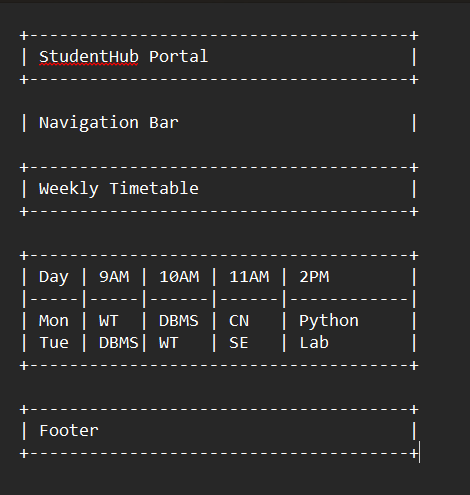 +--------------------------------------+
| StudentHub Portal                    |
+--------------------------------------+
| Navigation Bar                       |
+--------------------------------------+
| Weekly Timetable                     |
+--------------------------------------+
+--------------------------------------+
| Day | 9AM | 10AM | 11AM | 2PM        |
|-----|-----|------|------|------------|
| Mon | WT  | DBMS | CN   | Python     |
| Tue | DBMS| WT   | SE   | Lab        |
+--------------------------------------+
+--------------------------------------+
| Footer                               |
+--------------------------------------+